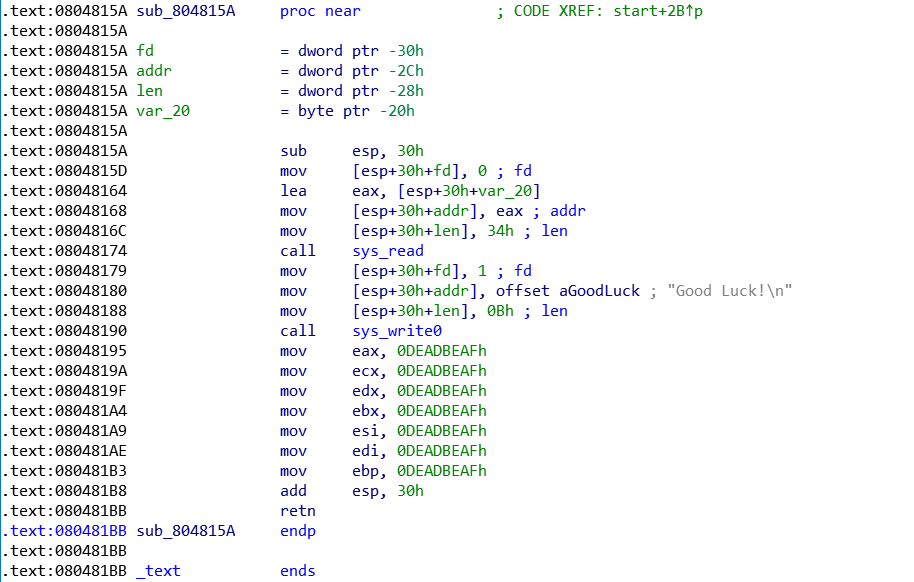 .text:0804815A sub_804815A proc near ; CODE XREF: start+2B↑p
.text:0804815A
.text:0804815A fd = dword ptr -30h
.text:0804815A addr = dword ptr -2Ch
.text:0804815A len = dword ptr -28h
.text:0804815A var_20 = byte ptr -20h
.text:0804815A
.text:0804815A sub esp, 30h
.text:0804815D mov [esp+30h+fd], 0 ; fd
.text:08048164 lea eax, [esp+30h+var_20]
.text:08048168 mov [esp+30h+addr], eax ; addr
.text:0804816C mov [esp+30h+len], 34h ; len
.text:08048174 call sys_read
.text:08048179 mov [esp+30h+fd], 1 ; fd
.text:08048180 mov [esp+30h+addr], offset aGoodLuck ; "Good Luck!\n"
.text:08048188 mov [esp+30h+len], 0Bh ; len
.text:08048190 call sys_write0
.text:08048195 mov eax, 0DEADBEAFh
.text:0804819A mov ecx, 0DEADBEAFh
.text:0804819F mov edx, 0DEADBEAFh
.text:080481A4 mov ebx, 0DEADBEAFh
.text:080481A9 mov esi, 0DEADBEAFh
.text:080481AE mov edi, 0DEADBEAFh
.text:080481B3 mov ebp, 0DEADBEAFh
.text:080481B8 add esp, 30h
.text:080481BB retn
.text:080481BB sub_804815A endp
.text:080481BB
.text:080481BB _text ends